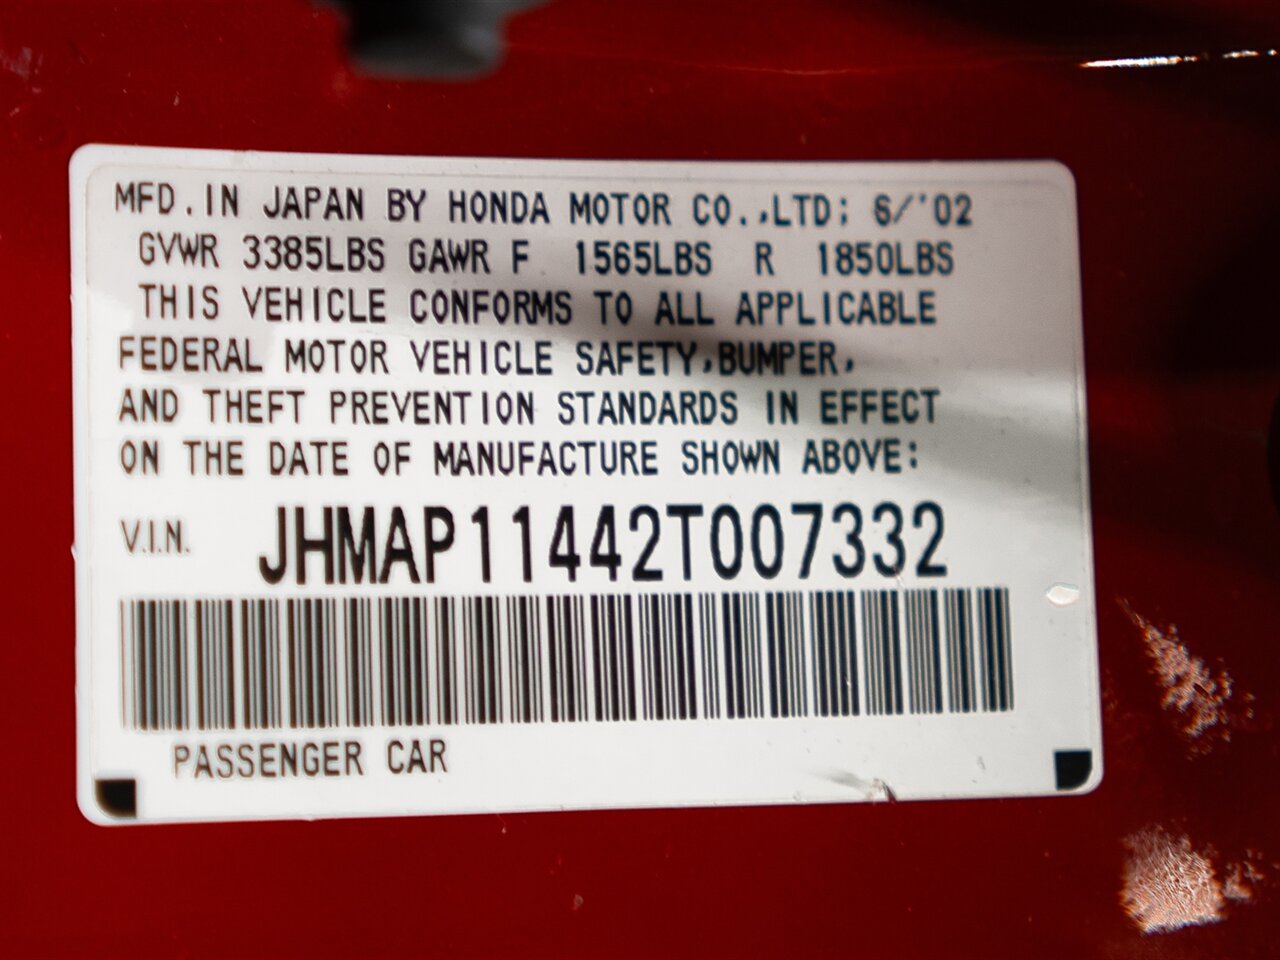 MFD.IN JAPAN BY HONDA MOTOR CO.,LTD; 6/'02
GVWR 3385LBS GAWR F 1565LBS R 1850LBS
THIS VEHICLE CONFORMS TO ALL APPLICABLE
FEDERAL MOTOR VEHICLE SAFETY,BUMPER,
AND THEFT PREVENTION STANDARDS IN EFFECT
ON THE DATE OF MANUFACTURE SHOWN ABOVE:
V.I.N. JHMAP11442T007332
PASSENGER CAR